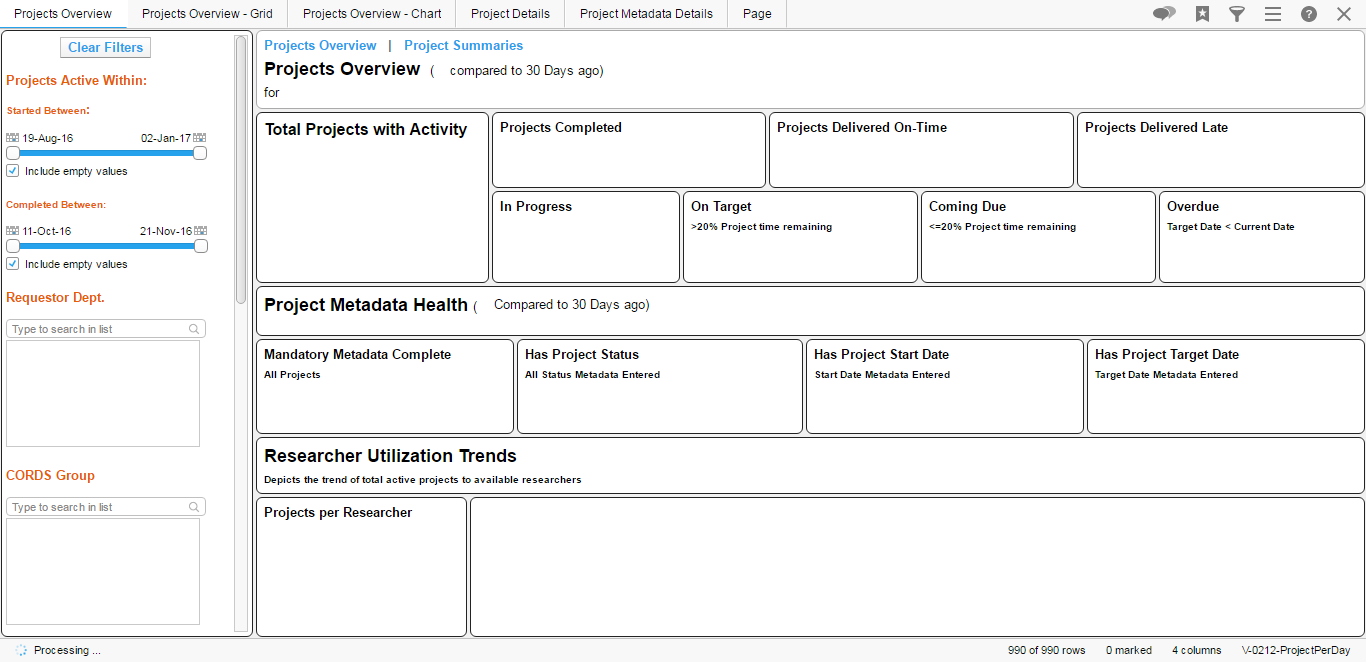 Projects Overview
Projects Overview - Grid
Projects Overview - Chart
Project Details
Project Metadata Details
Page
Clear Filters
Projects Active Within:
Started Between:
19-Aug-16
02-Jan-17
Include empty values
Completed Between:
11-Oct-16
21-Nov-16
Include empty values
Requestor Dept.
Type to search in list
CORDS Group
Type to search in list
Projects Overview | Project Summaries
Projects Overview ( compared to 30 Days ago)
for
Total Projects with Activity
Projects Completed
Projects Delivered On-Time
Projects Delivered Late
In Progress
On Target
>20% Project time remaining
Coming Due
<=20% Project time remaining
Overdue
Target Date < Current Date
Project Metadata Health ( Compared to 30 Days ago)
Mandatory Metadata Complete
All Projects
Has Project Status
All Status Metadata Entered
Has Project Start Date
Start Date Metadata Entered
Has Project Target Date
Target Date Metadata Entered
Researcher Utilization Trends
Depicts the trend of total active projects to available researchers
Projects per Researcher
Processing ...
990 of 990 rows
0 marked
4 columns
V-0212-ProjectPerDay